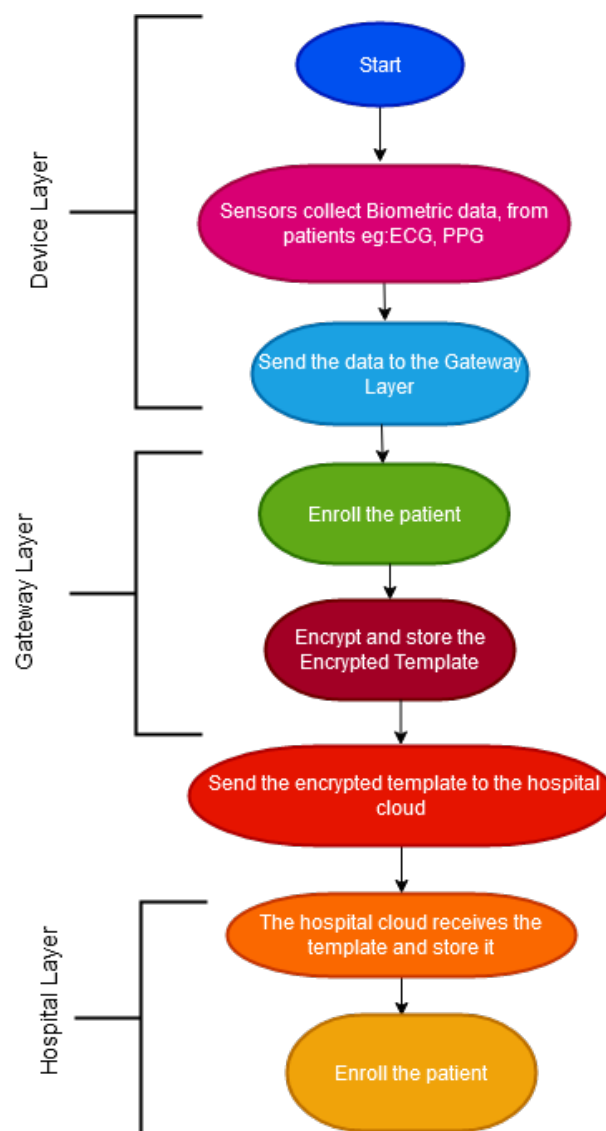 Start
Device Layer
Sensors collect Biometric data, from
patients eg:ECG, PPG
Send the data to the Gateway
Layer
Gateway Layer
Enroll the patient
Encrypt and store the
Encrypted Template
Send the encrypted template to the hospital
cloud
Hospital Layer
The hospital cloud receives the
template and store it
Enroll the patient